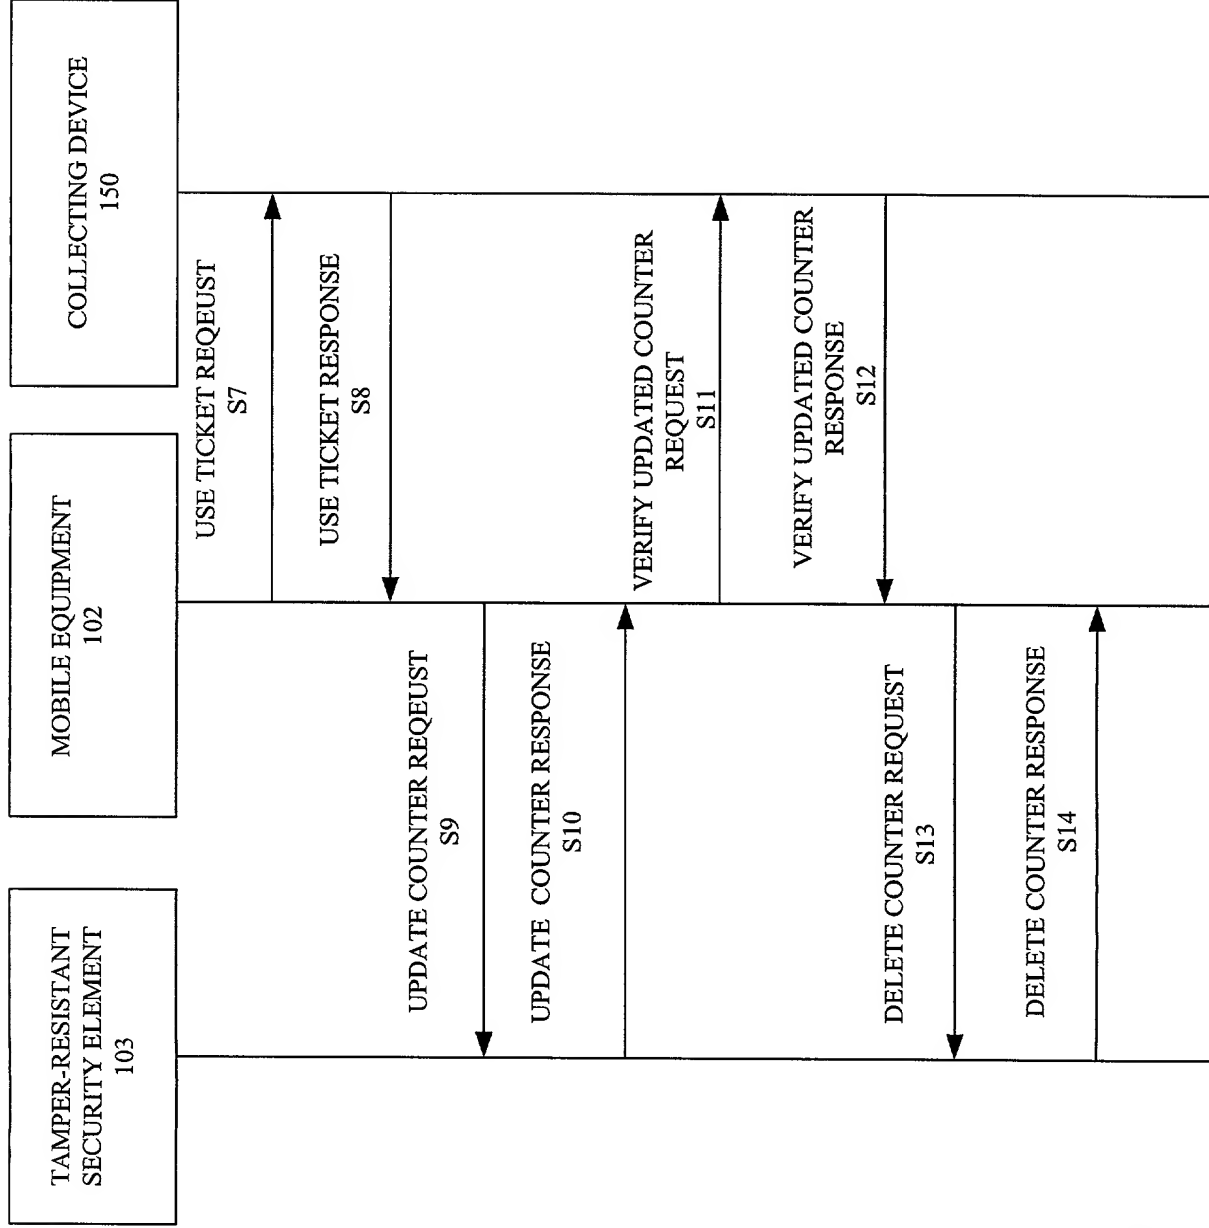 TAMPER-RESISTANT
SECURITY ELEMENT
103
MOBILE EQUIPMENT
102
COLLECTING DEVICE
150
USE TICKET REQEUST
S7
USE TICKET RESPONSE
S8
UPDATE COUNTER REQEUST
S9
UPDATE COUNTER RESPONSE
S10
VERIFY UPDATED COUNTER
REQUEST
S11
VERIFY UPDATED COUNTER
RESPONSE
S12
DELETE COUNTER REQUEST
S13
DELETE COUNTER RESPONSE
S14